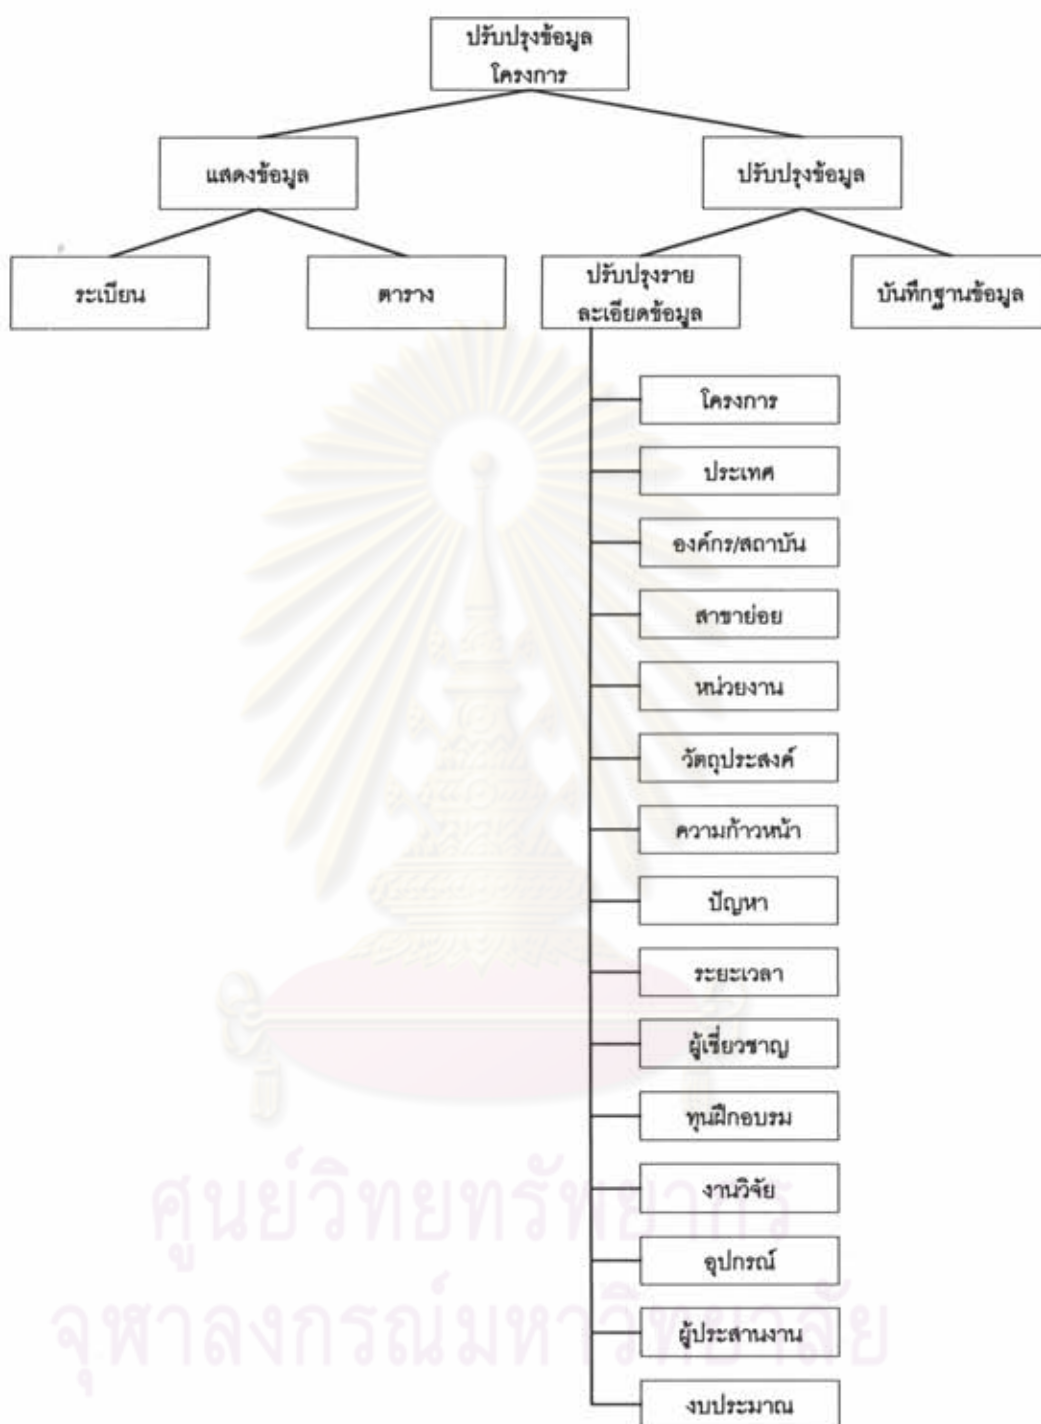 ปรับปรุงข้อมูล
โครงการ
แสดงข้อมูล
ปรับปรุงข้อมูล
ระเบียน
ตาราง
ปรับปรุงราย
ละเอียดข้อมูล
บันทึกฐานข้อมูล
โครงการ
ประเทศ
องค์กร/สถาบัน
สาขาย่อย
หน่วยงาน
วัตถุประสงค์
ความก้าวหน้า
ปัญหา
ระยะเวลา
ผู้เชี่ยวชาญ
ทุนฝึกอบรม
งานวิจัย
อุปกรณ์
ผู้ประสานงาน
งบประมาณ
ศูนย์วิทยทรัพยากร
จุฬาลงกรณ์มหาวิทยาลัย